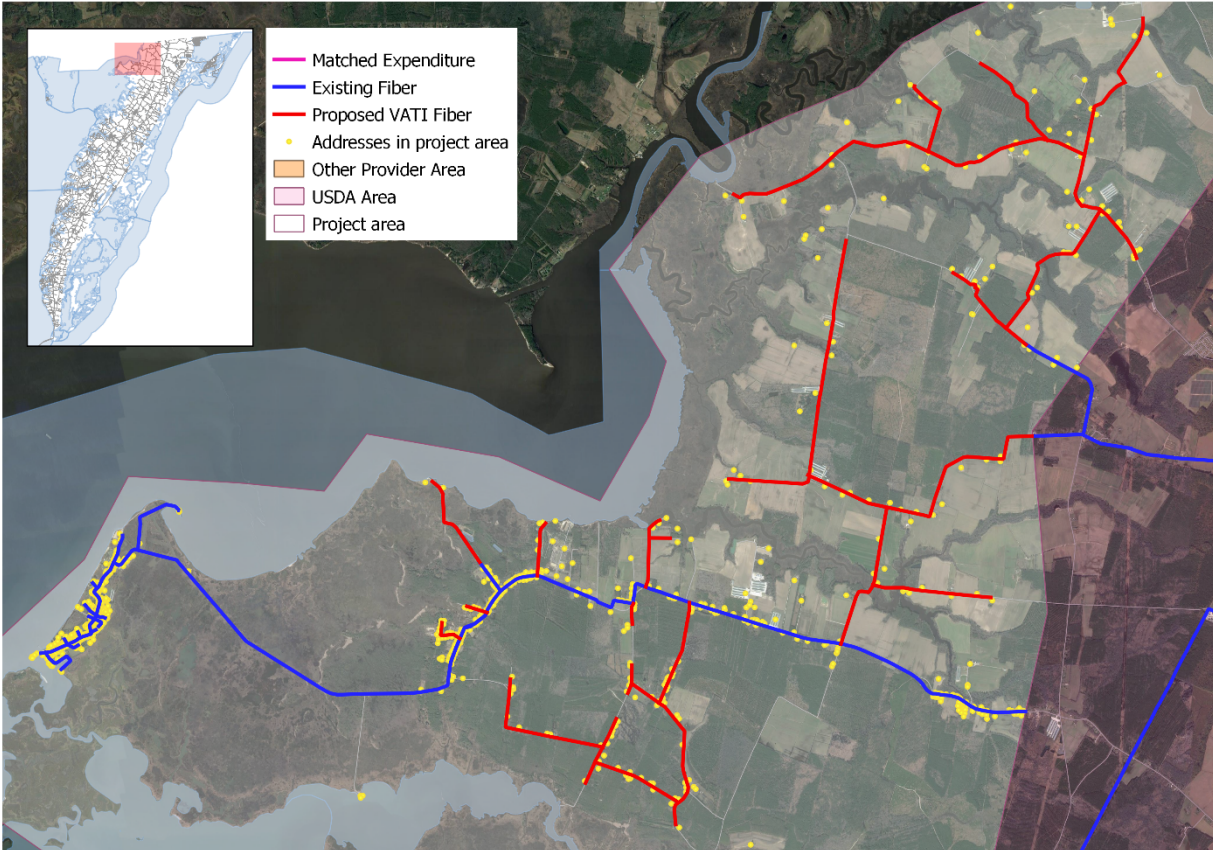 Matched Expenditure
Existing Fiber
Proposed VATI Fiber
Addresses in project area
Other Provider Area
USDA Area
Project area